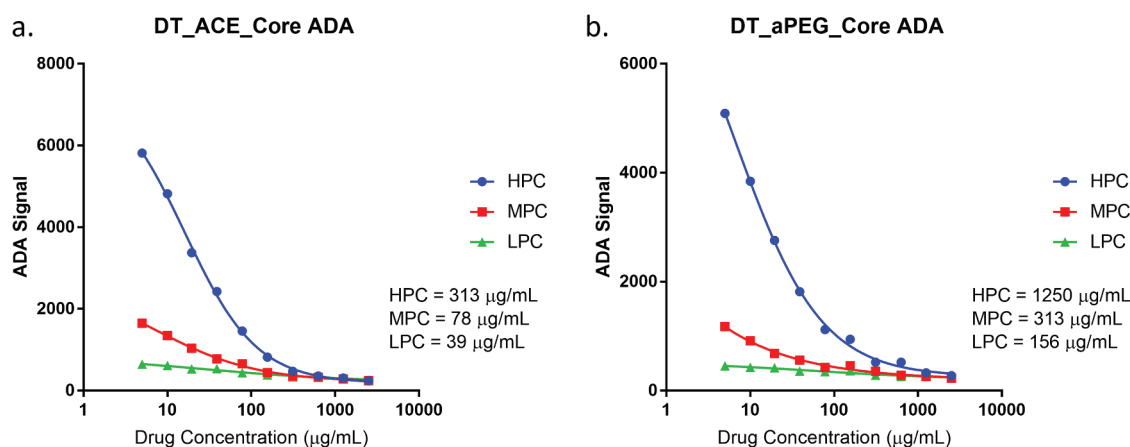 a.
DT_ACE_Core ADA
8000
6000
4000
2000
0
ADA Signal
1
10
100
1000
10000
Drug Concentration (μg/mL)
HPC
MPC
LPC
HPC = 313 μg/mL
MPC = 78 μg/mL
LPC = 39 μg/mL
b.
DT_aPEG_Core ADA
6000
4000
2000
0
ADA Signal
1
10
100
1000
10000
Drug Concentration (μg/mL)
HPC
MPC
LPC
HPC = 1250 μg/mL
MPC = 313 μg/mL
LPC = 156 μg/mL